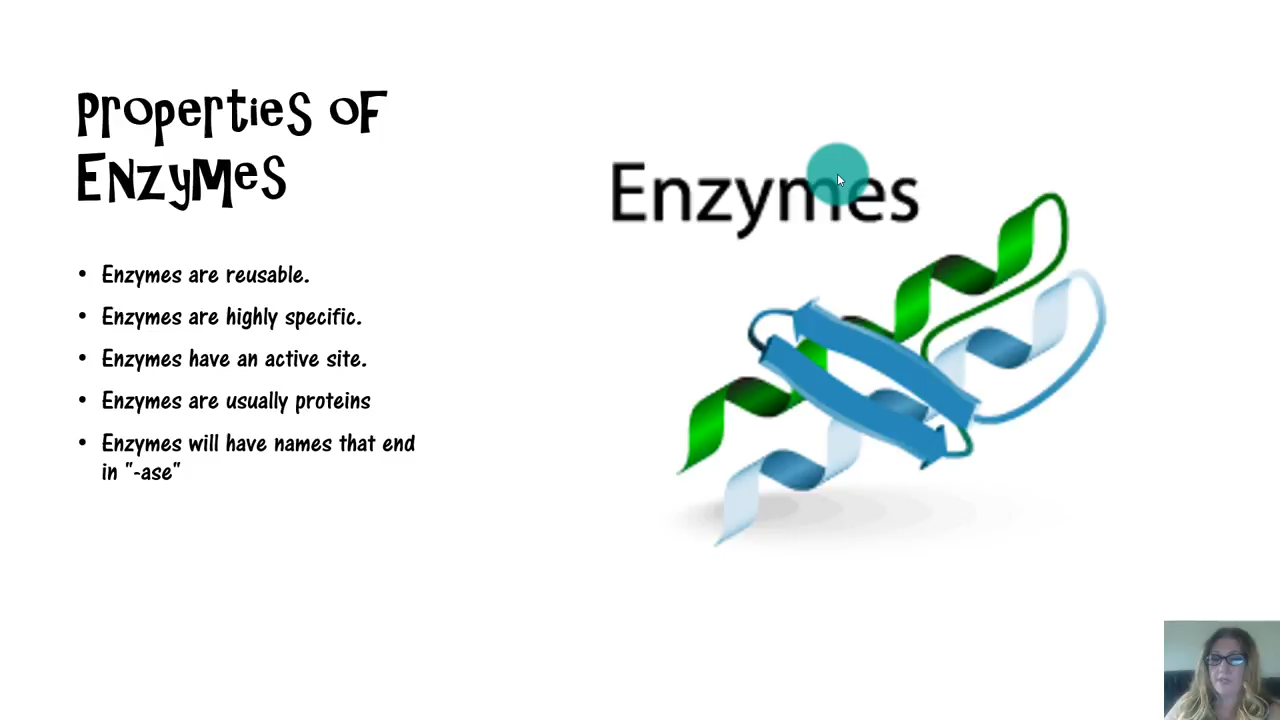 Properties of
Enzymes
• Enzymes are reusable.
• Enzymes are highly specific.
• Enzymes have an active site.
• Enzymes are usually proteins
• Enzymes will have names that end
in "-ase"
Enzymes